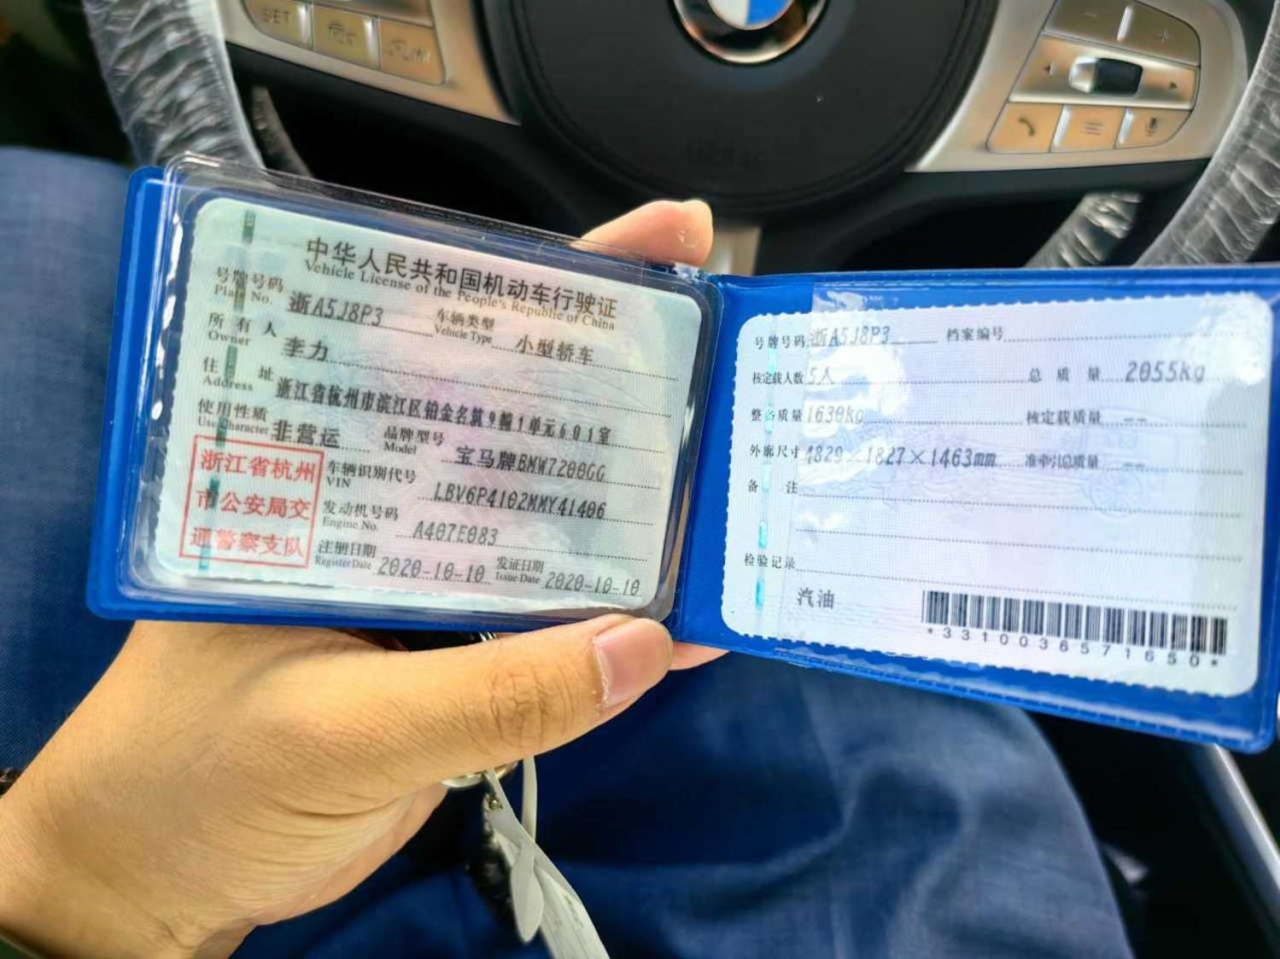 SET
中华人民共和国机动车行驶证
Vehicle License of the People's Republic of China
号牌号码 浙A5J8P3 车辆类型 小型轿车
Plate No. Vehicle Type
所有人 李力
Owner
住址 浙江省杭州市滨江区铂金名筑9幢1单元601室
Address
使用性质 非营运 品牌型号 宝马牌BMW7200GG
Use Character Model
浙江省杭州
市公安局交
通警察支队
车辆识别代号 LBV6P4102MMY41406
VIN
发动机号码 A407E083
Engine No.
注册日期 2020-10-10 发证日期 2020-10-10
Register Date Issue Date
号牌号码 浙A5J8P3 档案编号
核定载人数 5人 总质量 2055kg
整备质量 1630kg 核定载质量 --
外廓尺寸 4829×1827×1463mm 准牵引总质量 --
备注
检验记录
汽油
*3310036571650*